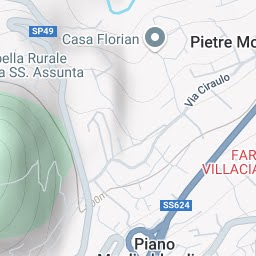 SP49
Casa Florian
Pietre Mo
pella Rurale
a SS. Assunta
Via Ciraulo
FAR
VILLACIA
SS624
Piano